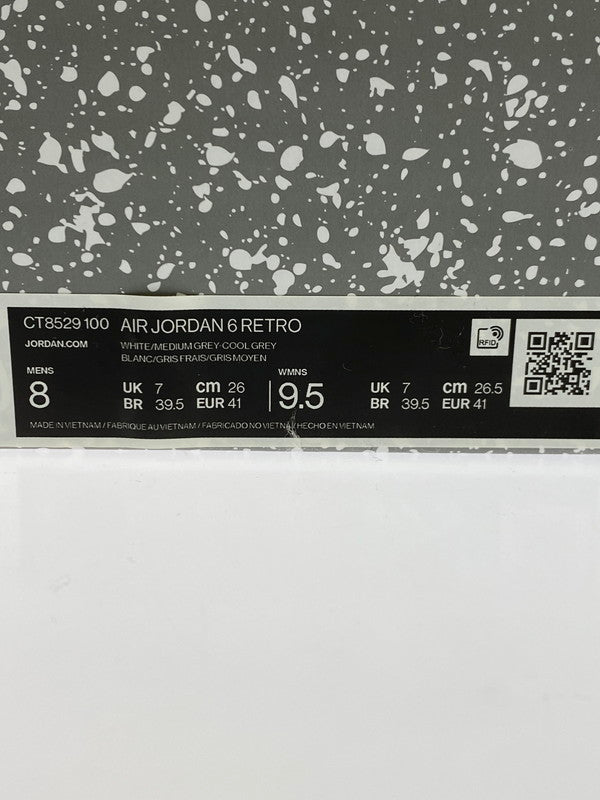 CT8529 100 AIR JORDAN 6 RETRO
JORDAN.COM
WHITE/MEDIUM GREY-COOL GREY
BLANC/GRIS FRAIS/GRIS MOYEN
RFID
MENS
8
UK 7 cm 26
BR 39.5 EUR 41
WMNS
9.5
UK 7 cm 26.5
BR 39.5 EUR 41
MADE IN VIETNAM / FABRIQUE AU VIETNAM / FABRICADO NO VIETNA / HECHO EN VIETNAM